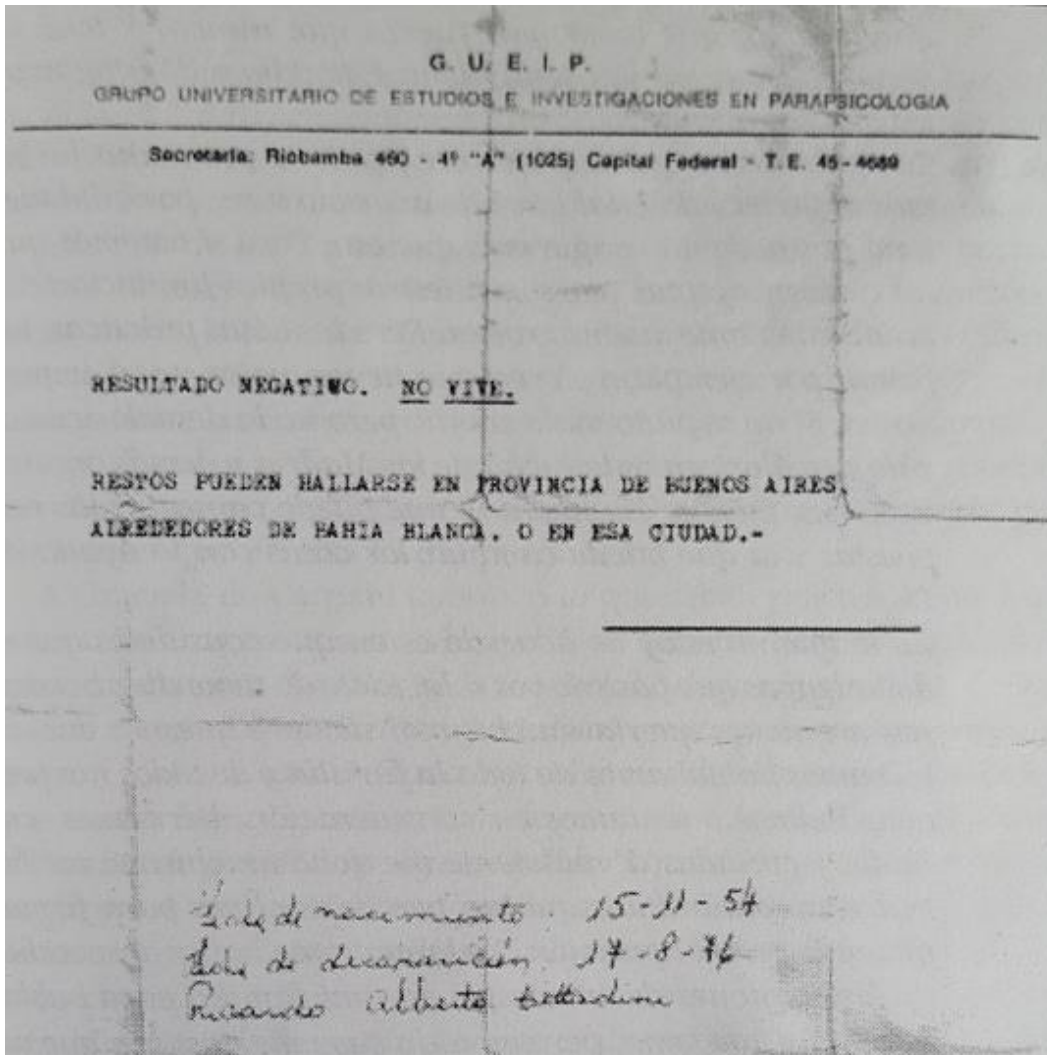 G. U. E. I. P.
GRUPO UNIVERSITARIO DE ESTUDIOS E INVESTIGACIONES EN PARAPSICOLOGIA
Secretaría: Riobamba 460 - 4º "A" (1025) Capital Federal - T. E. 45-4689
RESULTADO NEGATIVO. NO VIVE.
RESTOS PUEDEN HALLARSE EN PROVINCIA DE BUENOS AIRES,
ALREDEDORES DE BAHIA BLANCA. O EN ESA CIUDAD.-
de nacimiento 15-11-54
de 17-8-76
Ricardo Alberto